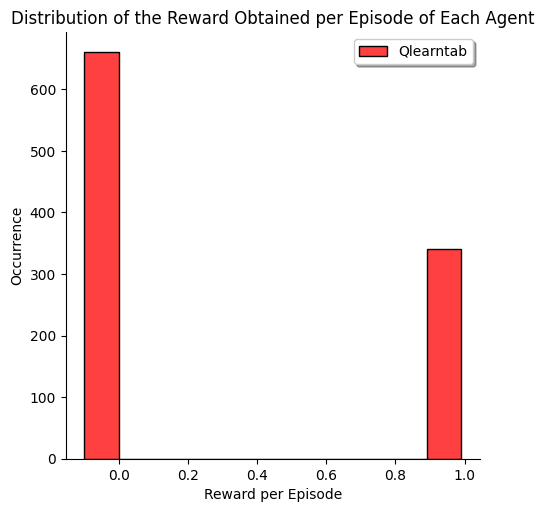 Distribution of the Reward Obtained per Episode of Each Agent
Qlearntab
Occurrence
600
500
400
300
200
100
0
0.0 0.2 0.4 0.6 0.8 1.0
Reward per Episode